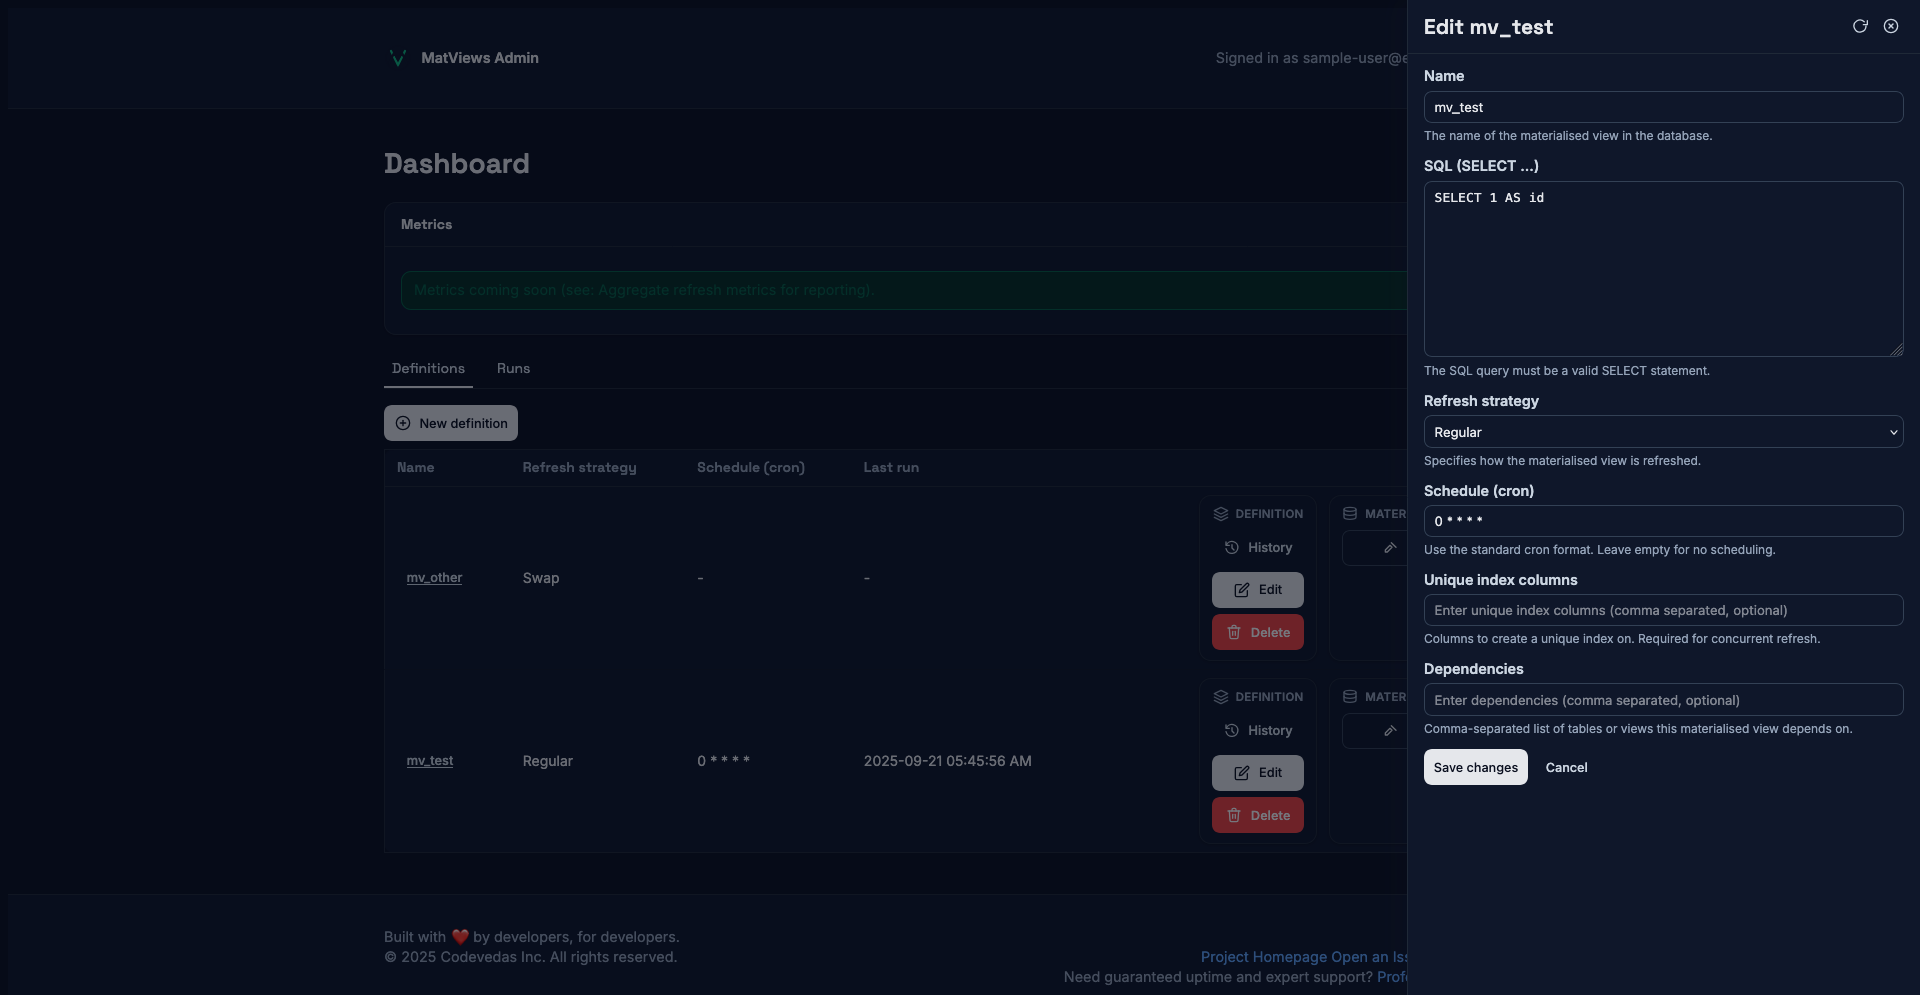 MatViews Admin
Signed in as sample-user@e
Dashboard
Metrics
Metrics coming soon (see: Aggregate refresh metrics for reporting).
Definitions Runs
New definition
Name Refresh strategy Schedule (cron) Last run
DEFINITION MATER
History
mv_other Swap - -
Edit
Delete
DEFINITION MATER
History
mv_test Regular 0 * * * * 2025-09-21 05:45:56 AM
Edit
Delete
Built with ❤️ by developers, for developers.
© 2025 Codevedas Inc. All rights reserved.
Project Homepage Open an Iss
Need guaranteed uptime and expert support? Profe
Edit mv_test
Name
mv_test
The name of the materialised view in the database.
SQL (SELECT ...)
SELECT 1 AS id
The SQL query must be a valid SELECT statement.
Refresh strategy
Regular
Specifies how the materialised view is refreshed.
Schedule (cron)
0 * * * *
Use the standard cron format. Leave empty for no scheduling.
Unique index columns
Enter unique index columns (comma separated, optional)
Columns to create a unique index on. Required for concurrent refresh.
Dependencies
Enter dependencies (comma separated, optional)
Comma-separated list of tables or views this materialised view depends on.
Save changes Cancel